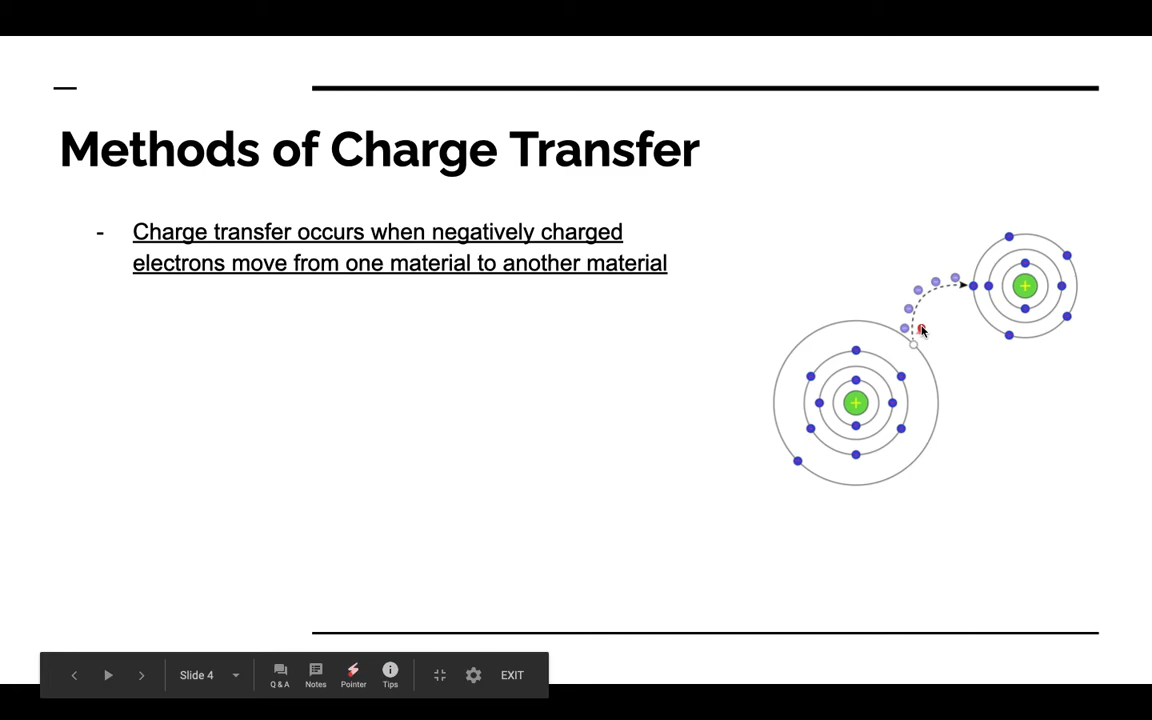 Methods of Charge Transfer
- Charge transfer occurs when negatively charged
electrons move from one material to another material
+
+
Slide 4
Q & A
Notes
Pointer
Tips
EXIT